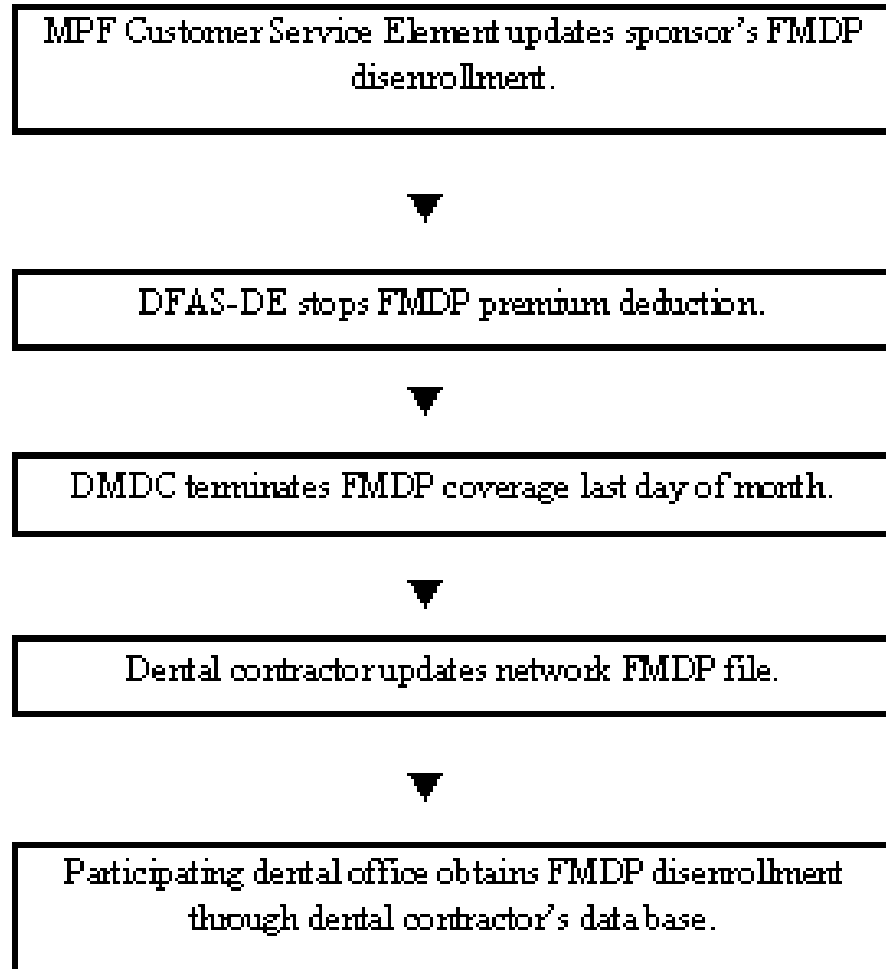 MPF Customer Service Element updates sponsor's FMDP
disenrollment.
DFAS-DE stops FMDP premium deduction.
DMDC terminates FMDP coverage last day of month.
Dental contractor updates network FMDP file.
Participating dental office obtains FMDP disenrollment
through dental contractor's data base.